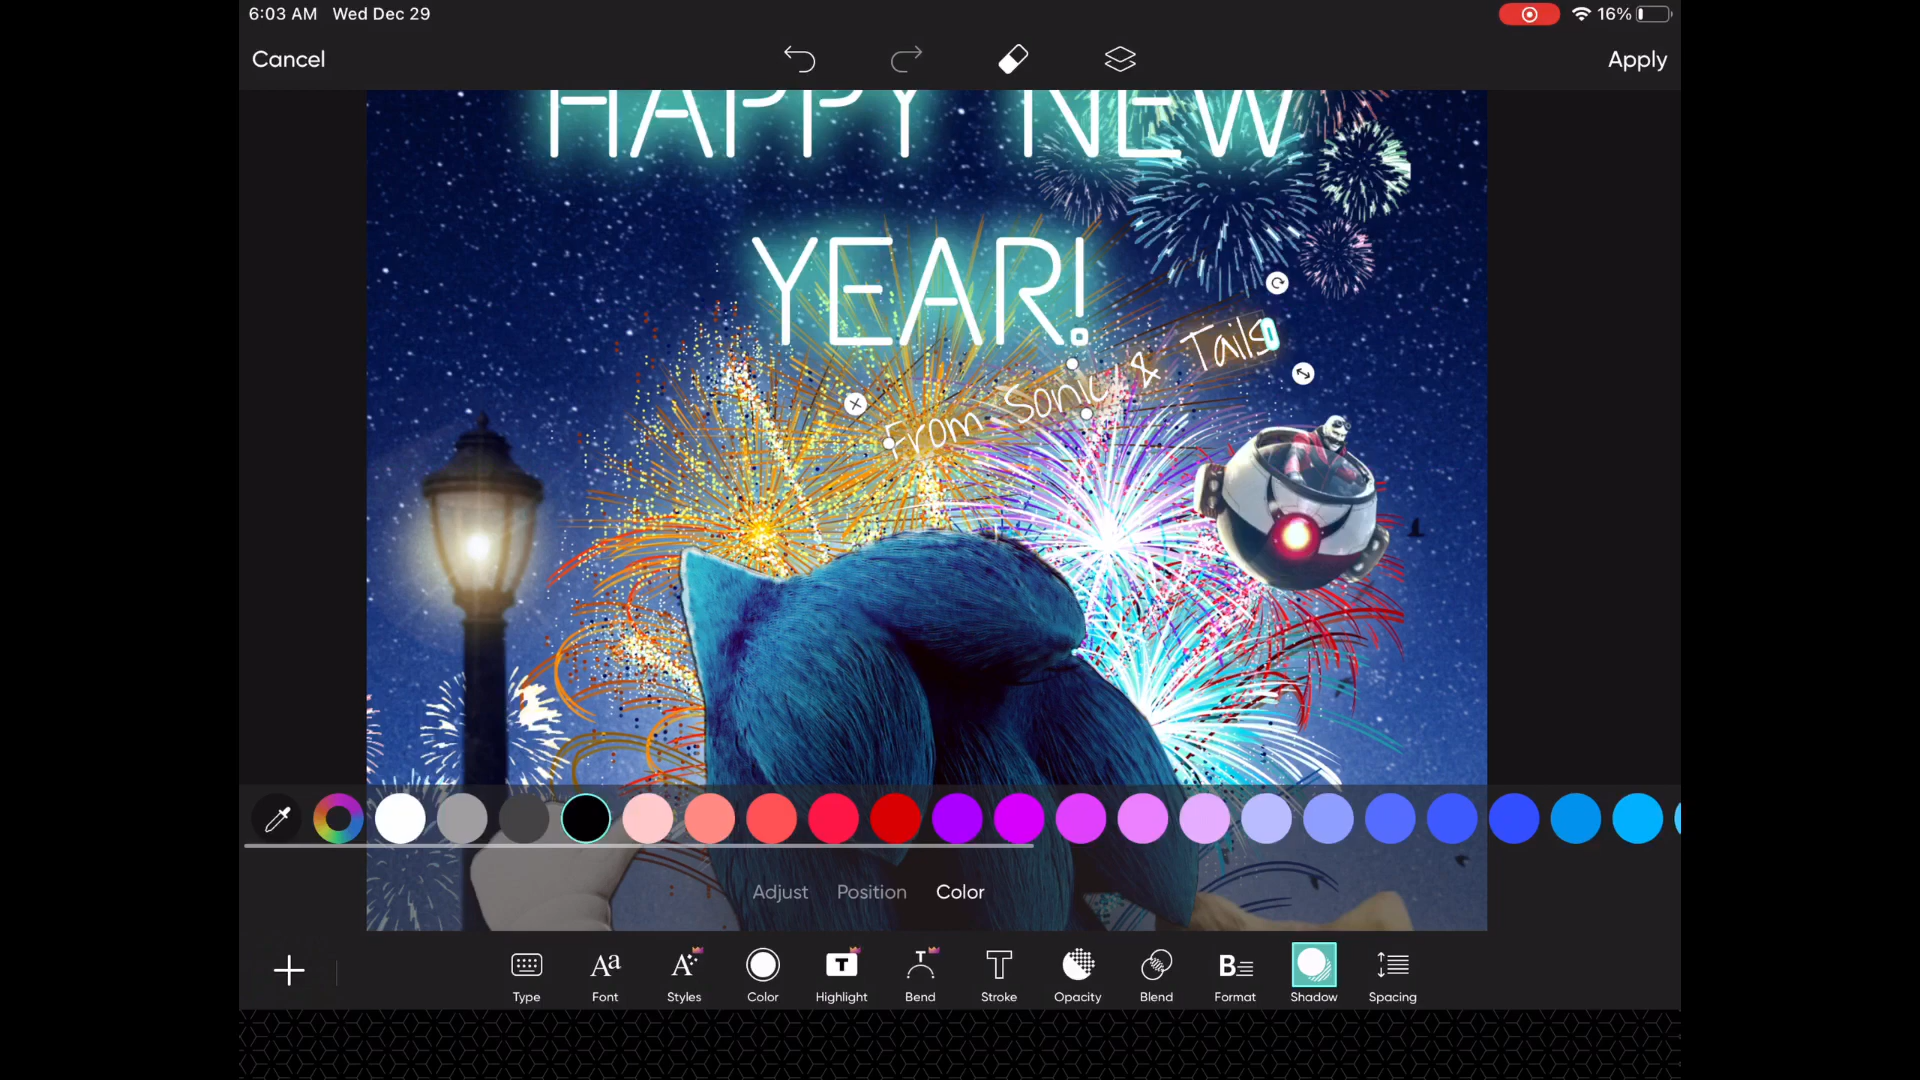 6:03 AM Wed Dec 29
16%
Cancel
Apply
HAPPY NEW
YEAR!
From Sonic & Tails
Adjust Position Color
Type Font Styles Color Highlight Bend Stroke Opacity Blend Format Shadow Spacing